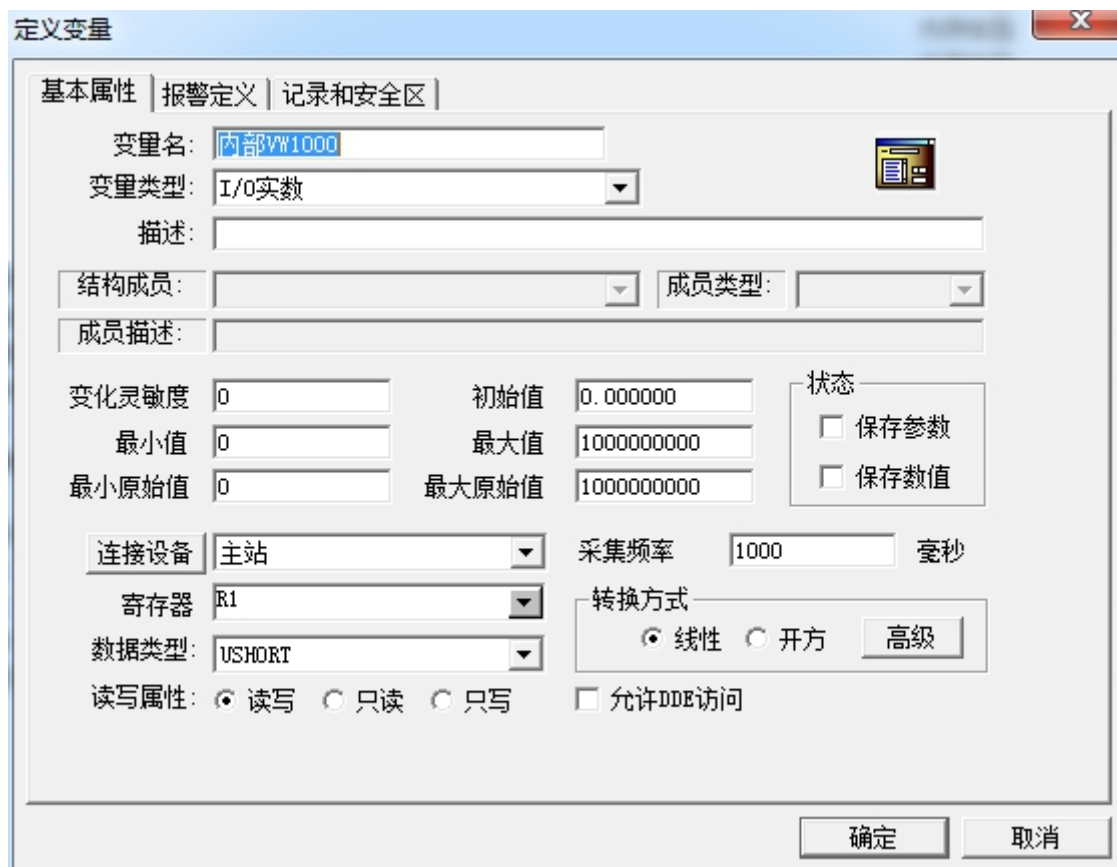 定义变量
基本属性 报警定义 记录和安全区
变量名: 内部VW1000
变量类型: I/O实数
描述:
结构成员: 成员类型:
成员描述:
变化灵敏度 0 初始值 0.000000 状态
最小值 0 最大值 1000000000 保存参数
最小原始值 0 最大原始值 1000000000 保存数值
连接设备 主站 采集频率 1000 毫秒
寄存器 R1 转换方式
数据类型: USHORT 线性 开方 高级
读写属性: 读写 只读 只写 允许DDE访问
确定 取消